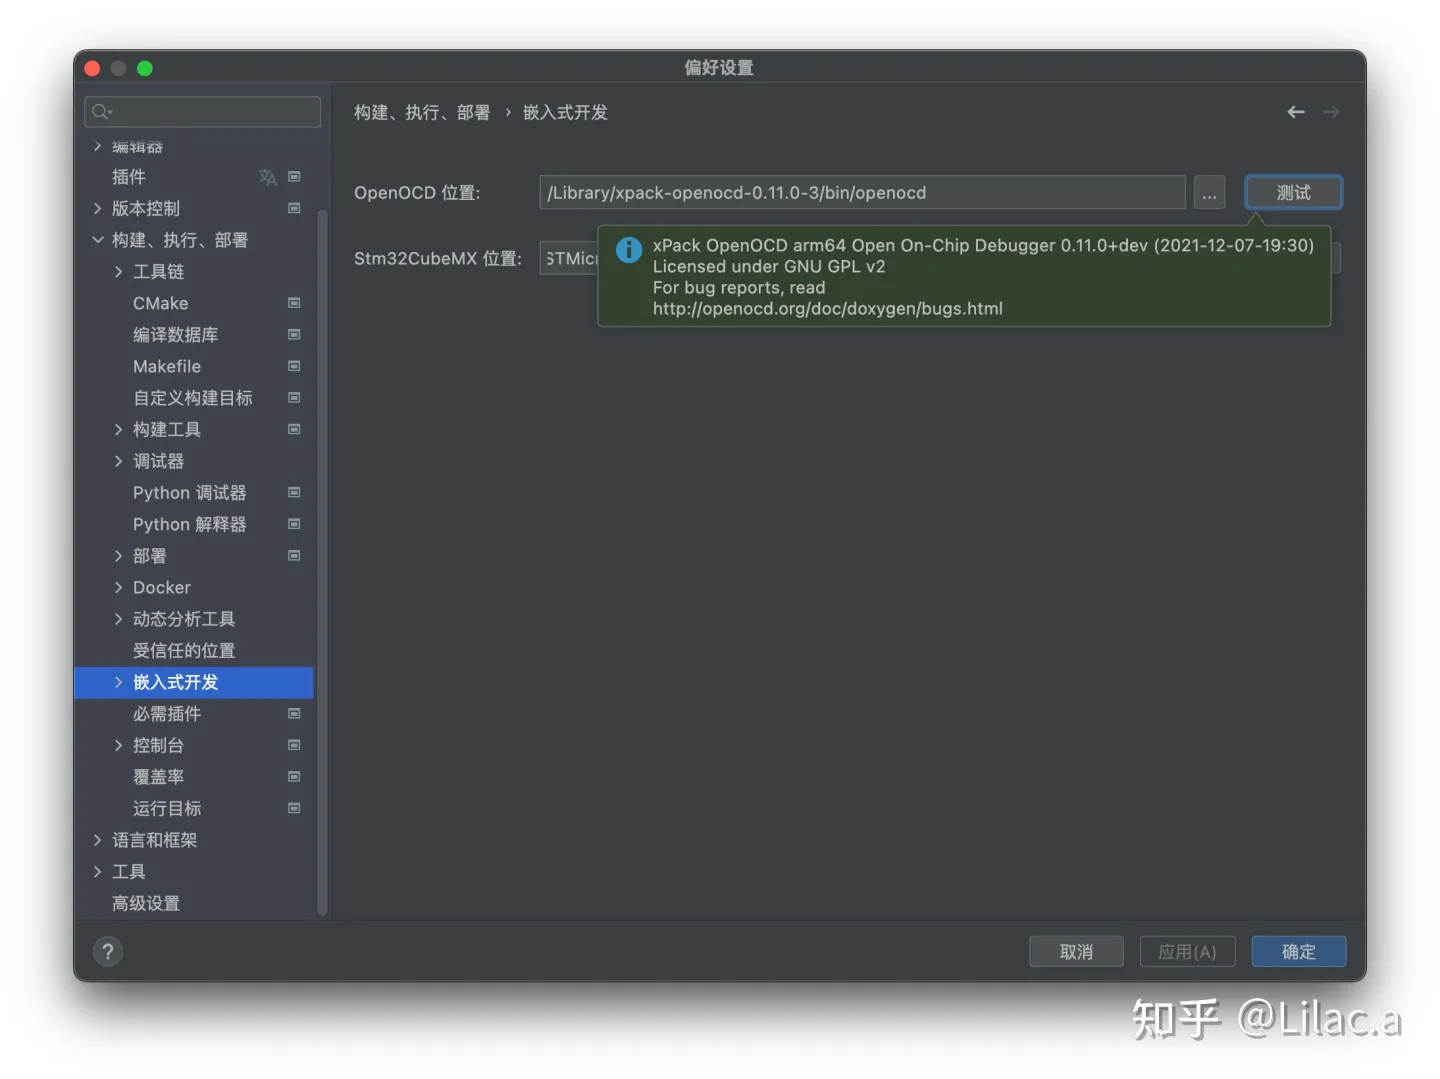 偏好设置
构建、执行、部署 › 嵌入式开发
编辑器
插件
版本控制
构建、执行、部署
工具链
CMake
编译数据库
Makefile
自定义构建目标
构建工具
调试器
Python 调试器
Python 解释器
部署
Docker
动态分析工具
受信任的位置
嵌入式开发
必需插件
控制台
覆盖率
运行目标
语言和框架
工具
高级设置
OpenOCD 位置: /Library/xpack-openocd-0.11.0-3/bin/openocd ... 测试
Stm32CubeMX 位置:
xPack OpenOCD arm64 Open On-Chip Debugger 0.11.0+dev (2021-12-07-19:30)
Licensed under GNU GPL v2
For bug reports, read
http://openocd.org/doc/doxygen/bugs.html
? 取消 应用(A) 确定
知乎 @Lilac.a